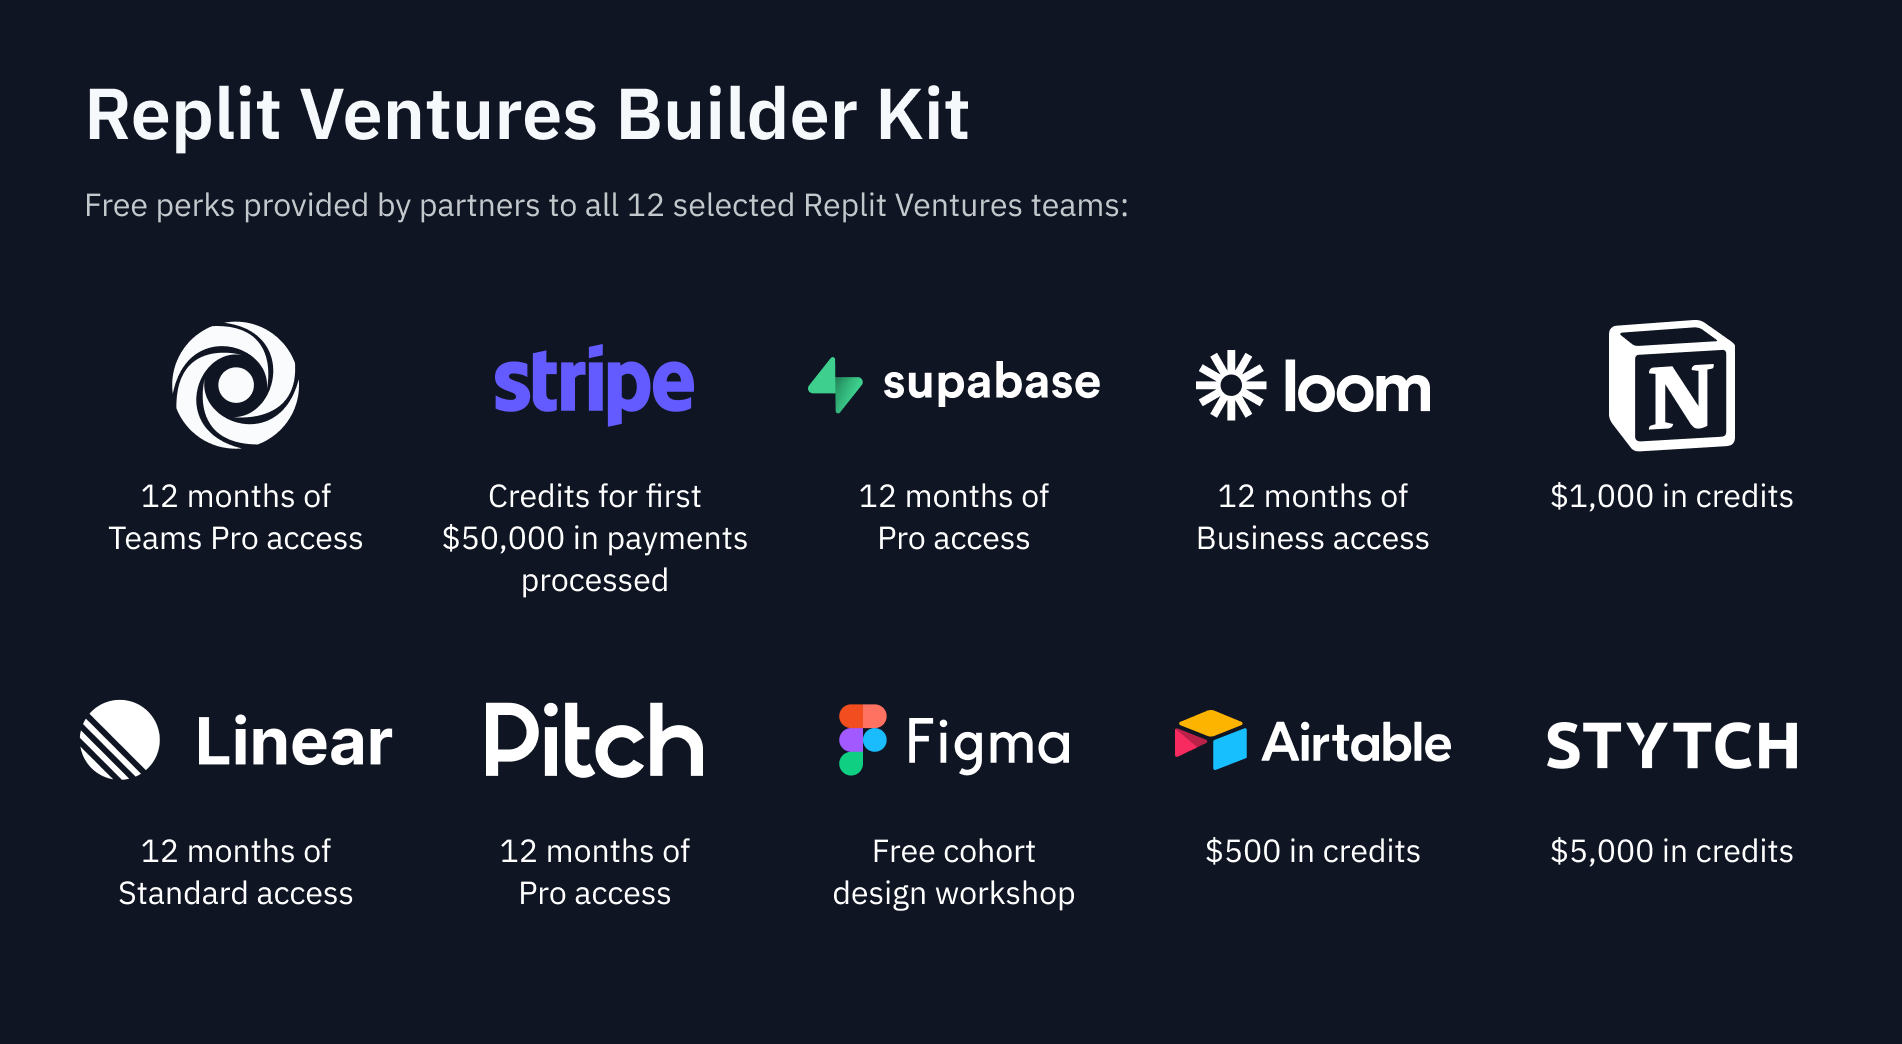 Replit Ventures Builder Kit
Free perks provided by partners to all 12 selected Replit Ventures teams:
12 months of
Teams Pro access
stripe
Credits for first
$50,000 in payments
processed
supabase
12 months of
Pro access
loom
12 months of
Business access
N
$1,000 in credits
Linear
12 months of
Standard access
Pitch
12 months of
Pro access
Figma
Free cohort
design workshop
Airtable
$500 in credits
STYTCH
$5,000 in credits